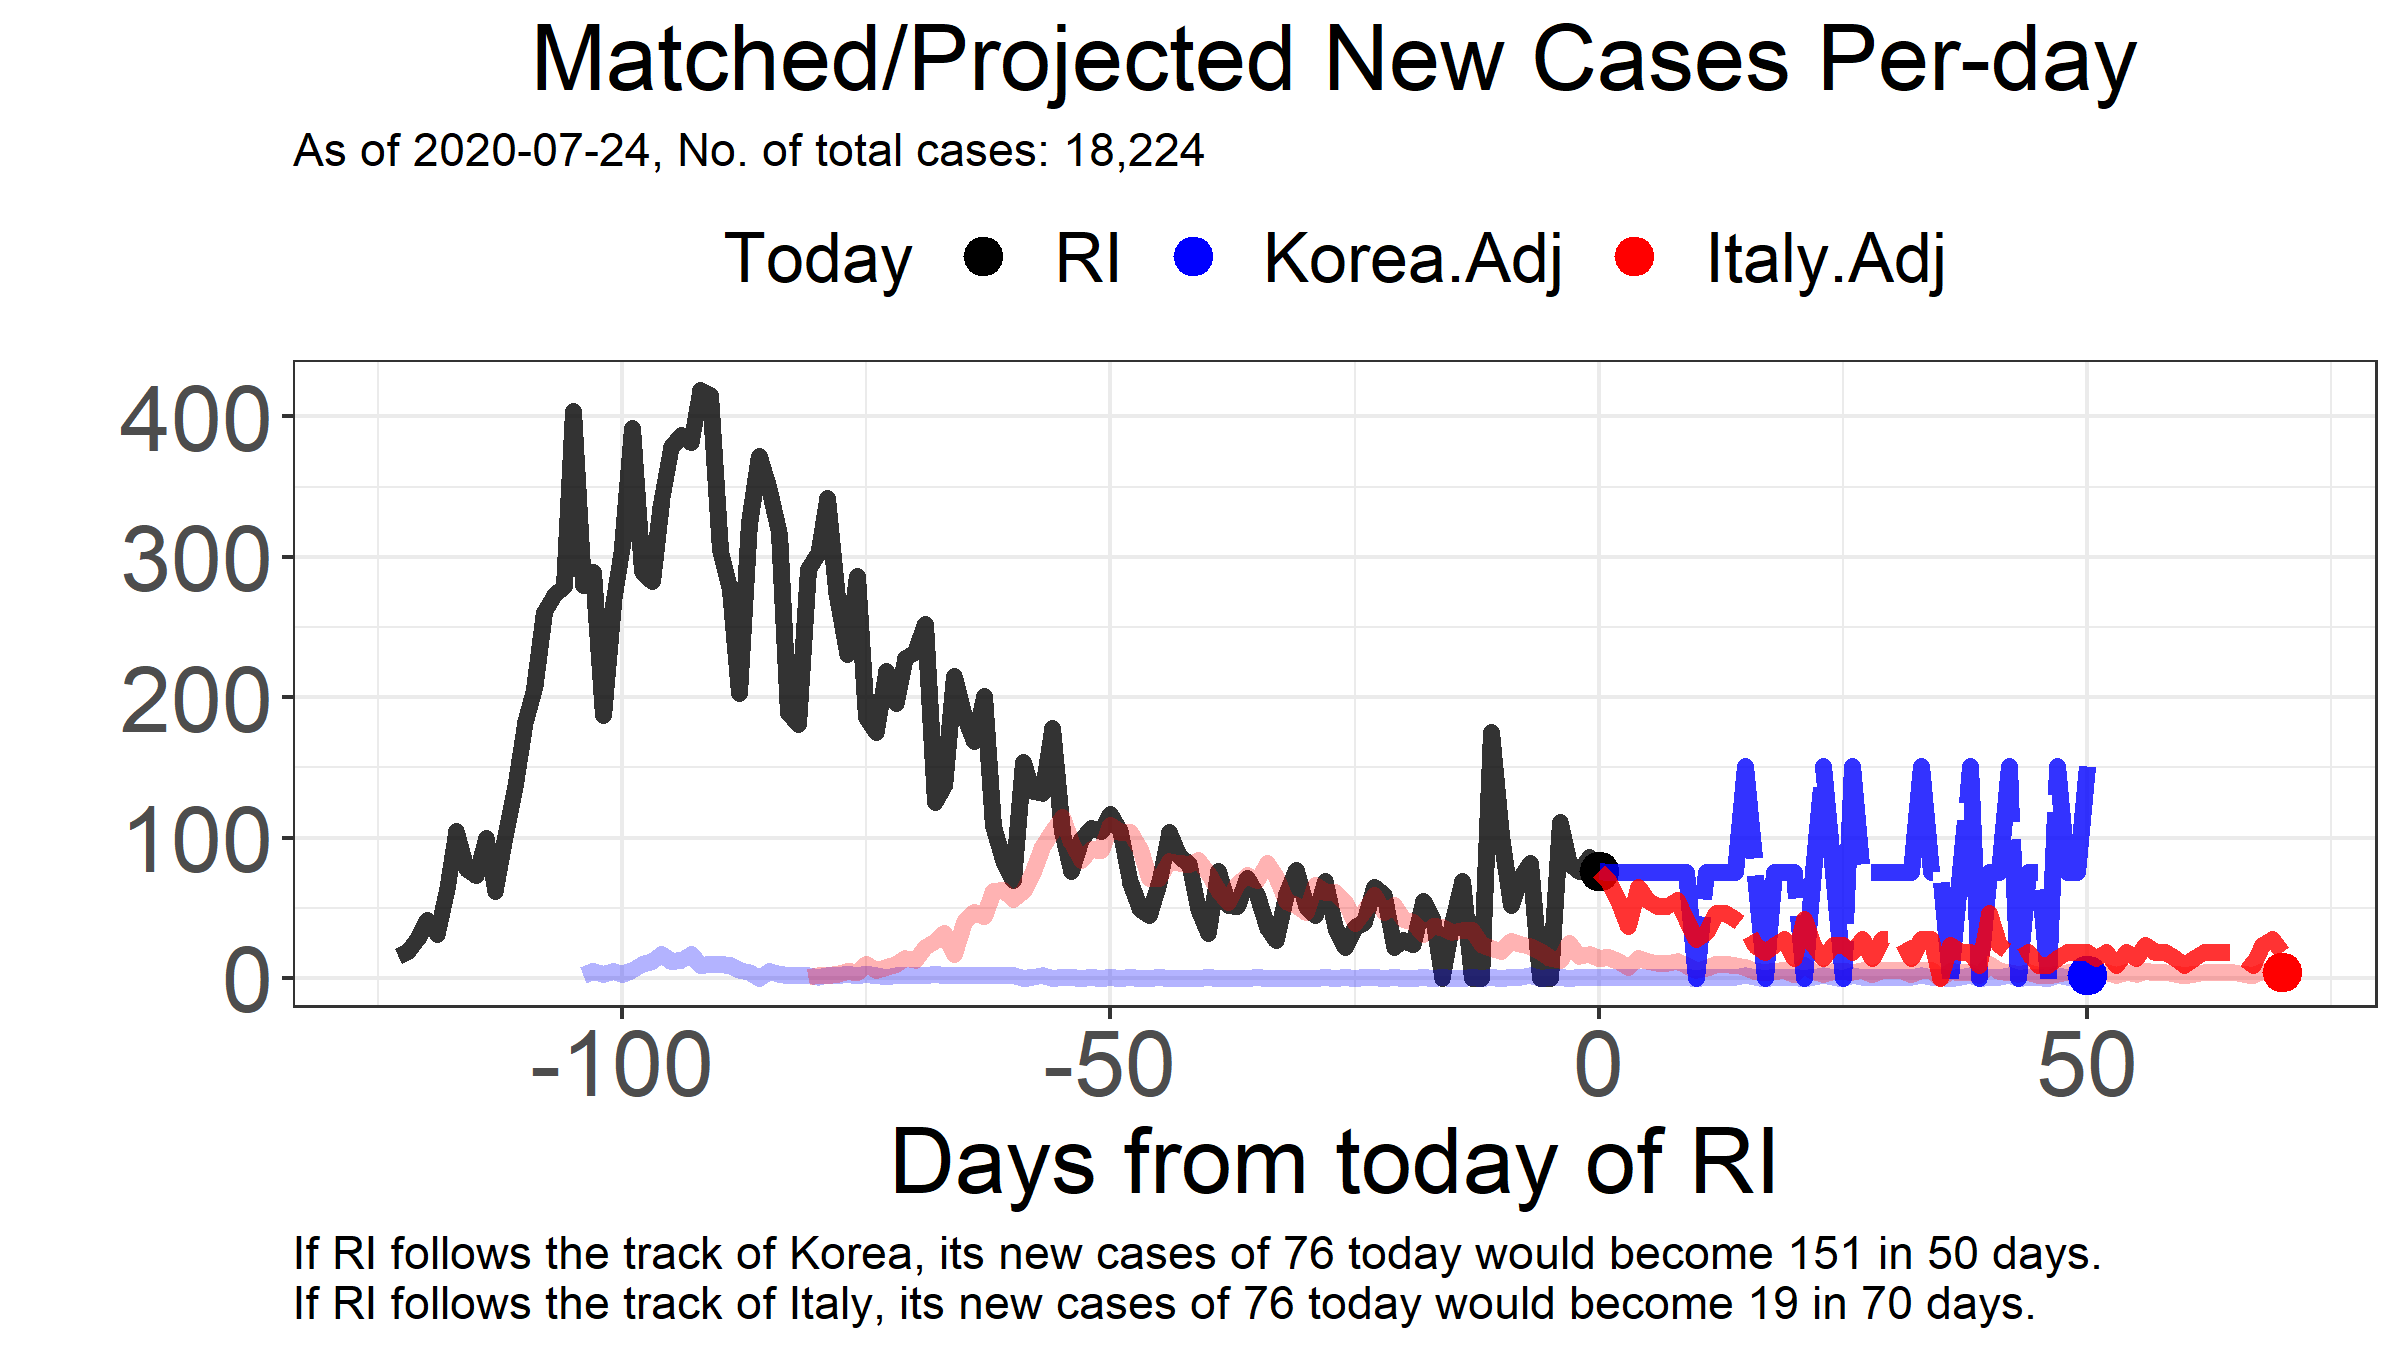 Matched/Projected New Cases Per-day
As of 2020-07-24, No. of total cases: 18,224
Today RI Korea.Adj Italy.Adj
400
300
200
100
0
-100 -50 0 50
Days from today of RI
If RI follows the track of Korea, its new cases of 76 today would become 151 in 50 days.
If RI follows the track of Italy, its new cases of 76 today would become 19 in 70 days.